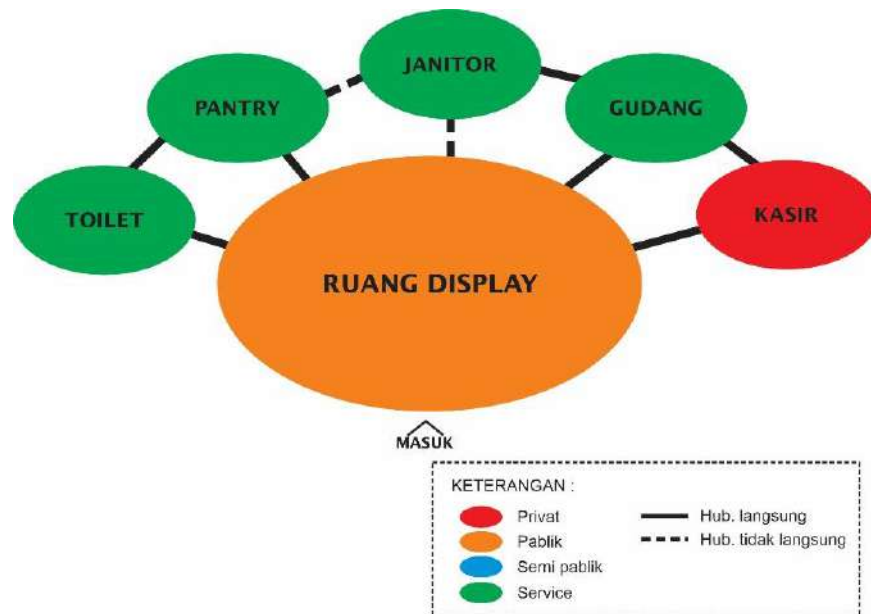 JANITOR
PANTRY
GUDANG
TOILET
KASIR
RUANG DISPLAY
MASUK
KETERANGAN :
Privat
Pablik
Semi pablik
Service
Hub. langsung
Hub. tidak langsung